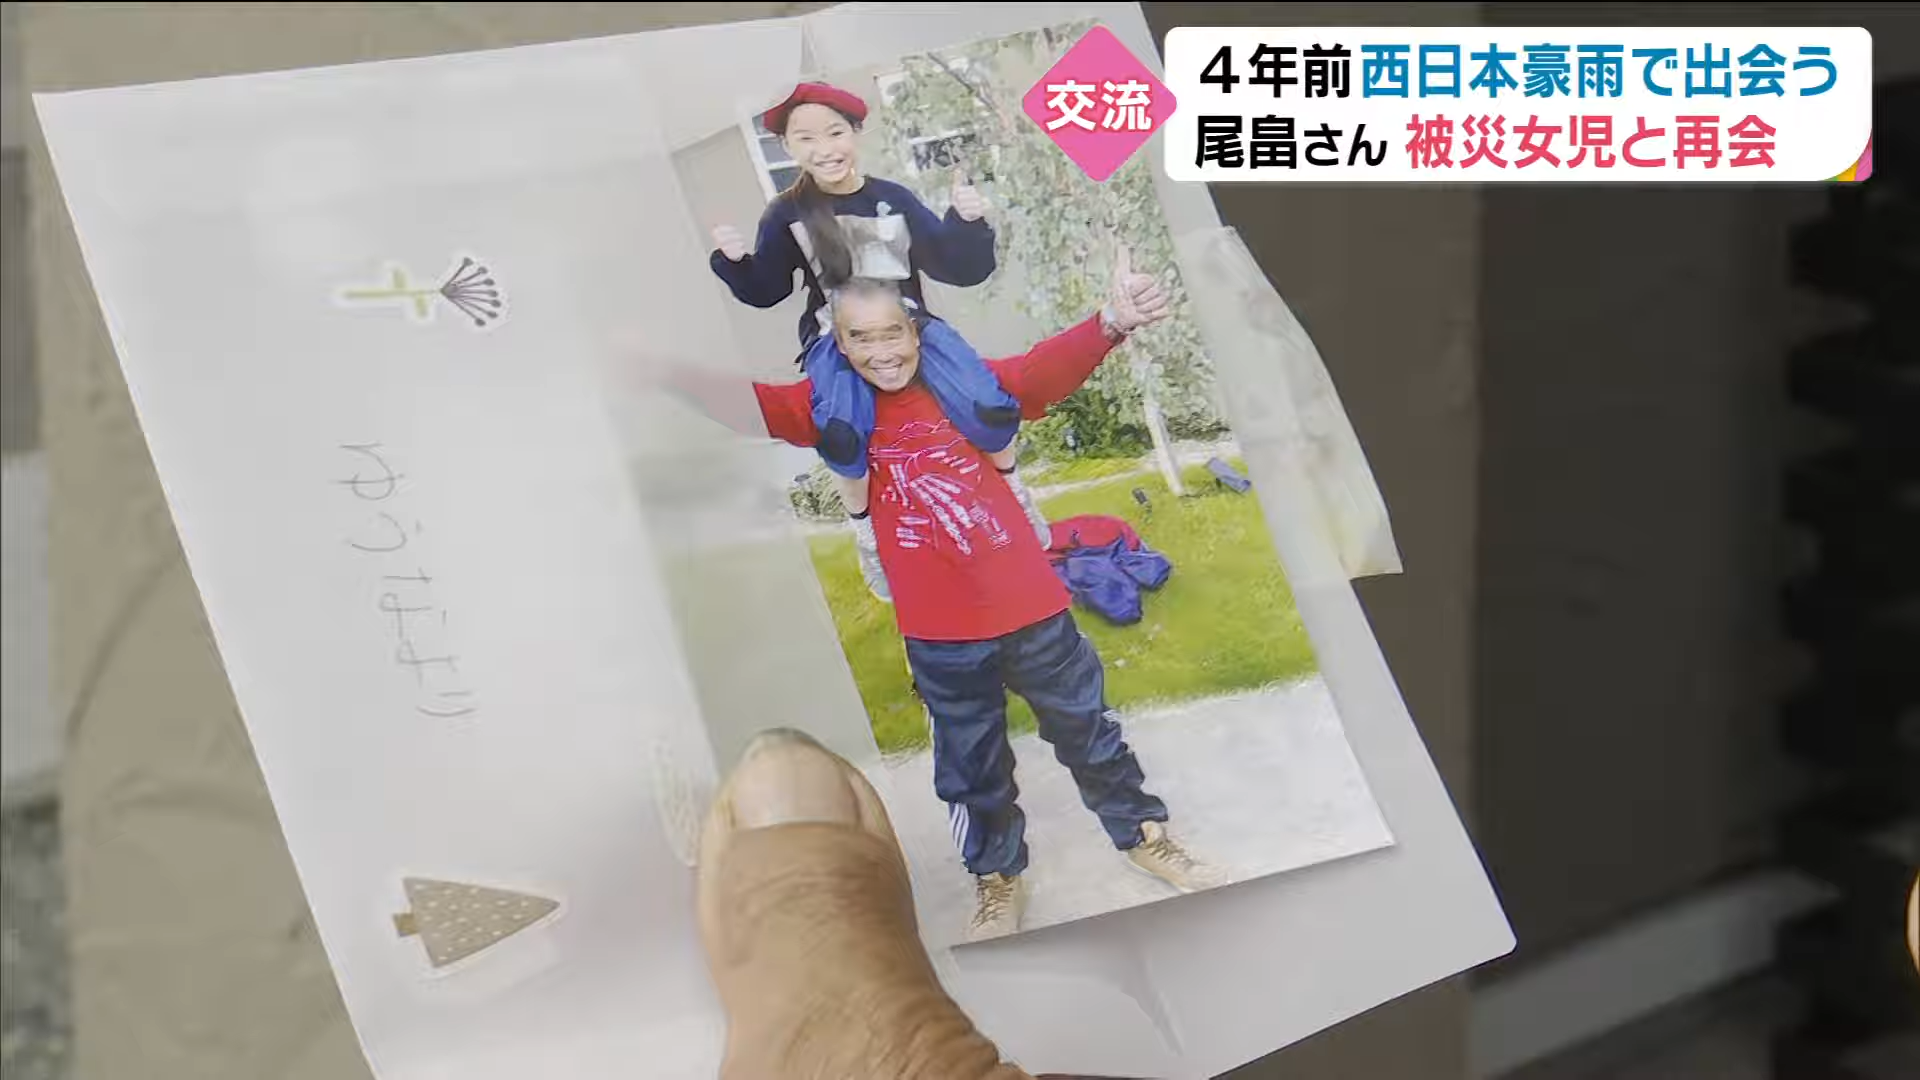 交流
４年前西日本豪雨で出会う
尾畠さん 被災女児と再会
ゆうはより